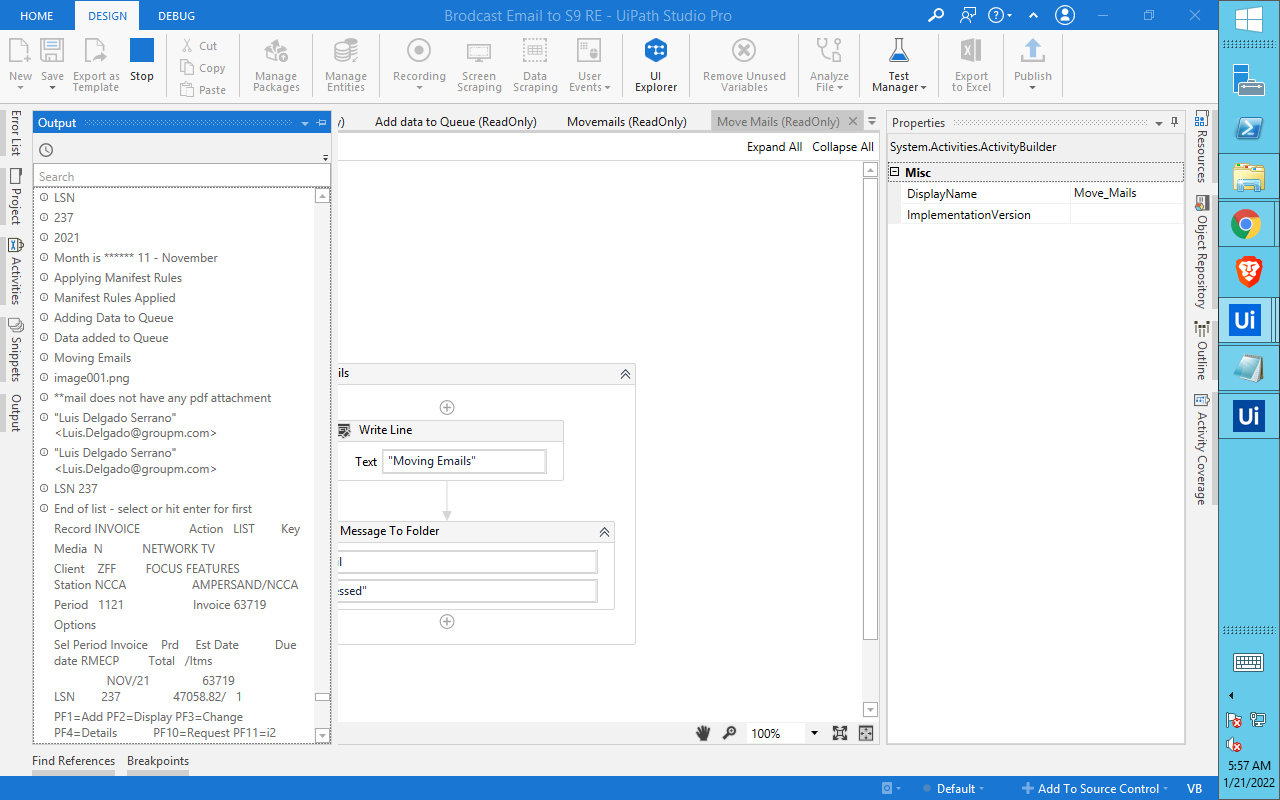 HOME
DESIGN
DEBUG
Brodcast Email to S9 RE - UiPath Studio Pro
New
Save
Export as Template
Stop
Cut
Copy
Paste
Manage Packages
Manage Entities
Recording
Screen Scraping
Data Scraping
User Events
UI Explorer
Remove Unused Variables
Analyze File
Test Manager
Export to Excel
Publish
Error List
Project
Activities
Snippets
Output
Output
Search
LSN
237
2021
Month is ****** 11 - November
Applying Manifest Rules
Manifest Rules Applied
Adding Data to Queue
Data added to Queue
Moving Emails
image001.png
**mail does not have any pdf attachment
"Luis Delgado Serrano"
<Luis.Delgado@groupm.com>
"Luis Delgado Serrano"
<Luis.Delgado@groupm.com>
LSN 237
End of list - select or hit enter for first
Record INVOICE Action LIST Key
Media N NETWORK TV
Client ZFF FOCUS FEATURES
Station NCCA AMPERSAND/NCCA
Period 1121 Invoice 63719
Options
Sel Period Invoice Prd Est Date Due
date RMECP Total /Itms
NOV/21 63719
LSN 237 47058.82/ 1
PF1=Add PF2=Display PF3=Change
PF4=Details PF10=Request PF11=i2
Find References
Breakpoints
y)
Add data to Queue (ReadOnly)
Movemails (ReadOnly)
Move Mails (ReadOnly)
Expand All
Collapse All
ils
Write Line
Text
"Moving Emails"
Message To Folder
il
essed"
100%
Properties
System.Activities.ActivityBuilder
Misc
DisplayName Move_Mails
ImplementationVersion
Resources
Object Repository
Outline
Activity Coverage
Default
Add To Source Control
VB
Ui
Ui
5:57 AM
1/21/2022